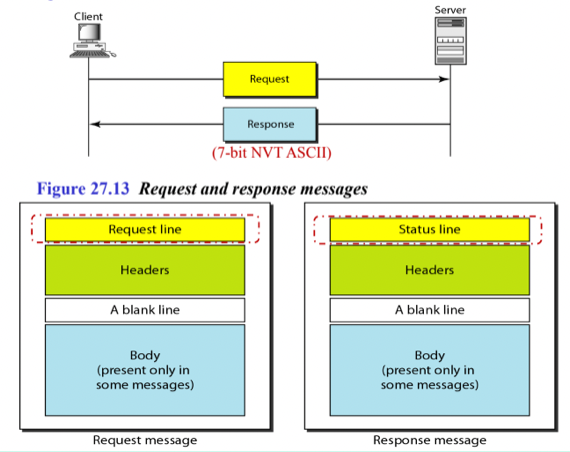 Client
Server
Request
Response
(7-bit NVT ASCII)
Figure 27.13 Request and response messages
Request line
Headers
A blank line
Body
(present only in
some messages)
Request message
Status line
Headers
A blank line
Body
(present only in
some messages)
Response message